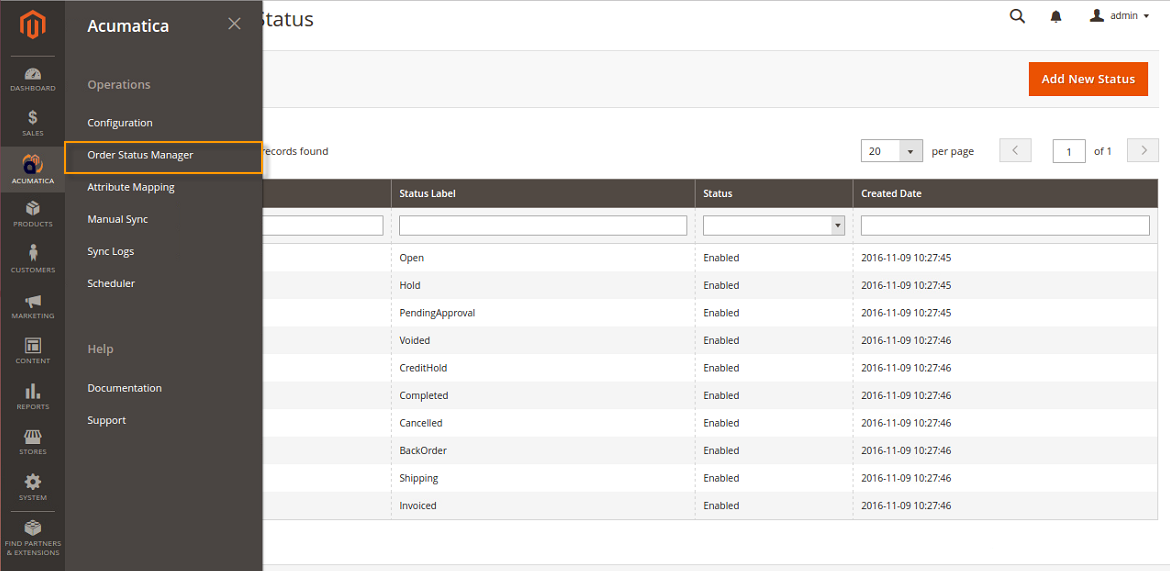 Acumatica
Status
admin
Operations
Add New Status
Configuration
Order Status Manager
Attribute Mapping
Manual Sync
Sync Logs
Scheduler
Help
Documentation
Support
DASHBOARD
SALES
ACUMATICA
PRODUCTS
CUSTOMERS
MARKETING
CONTENT
REPORTS
STORES
SYSTEM
FIND PARTNERS
& EXTENSIONS
records found
20 per page 1 of 1
Status Label Status Created Date
Open Enabled 2016-11-09 10:27:45
Hold Enabled 2016-11-09 10:27:45
PendingApproval Enabled 2016-11-09 10:27:45
Voided Enabled 2016-11-09 10:27:46
CreditHold Enabled 2016-11-09 10:27:46
Completed Enabled 2016-11-09 10:27:46
Cancelled Enabled 2016-11-09 10:27:46
BackOrder Enabled 2016-11-09 10:27:46
Shipping Enabled 2016-11-09 10:27:46
Invoiced Enabled 2016-11-09 10:27:46